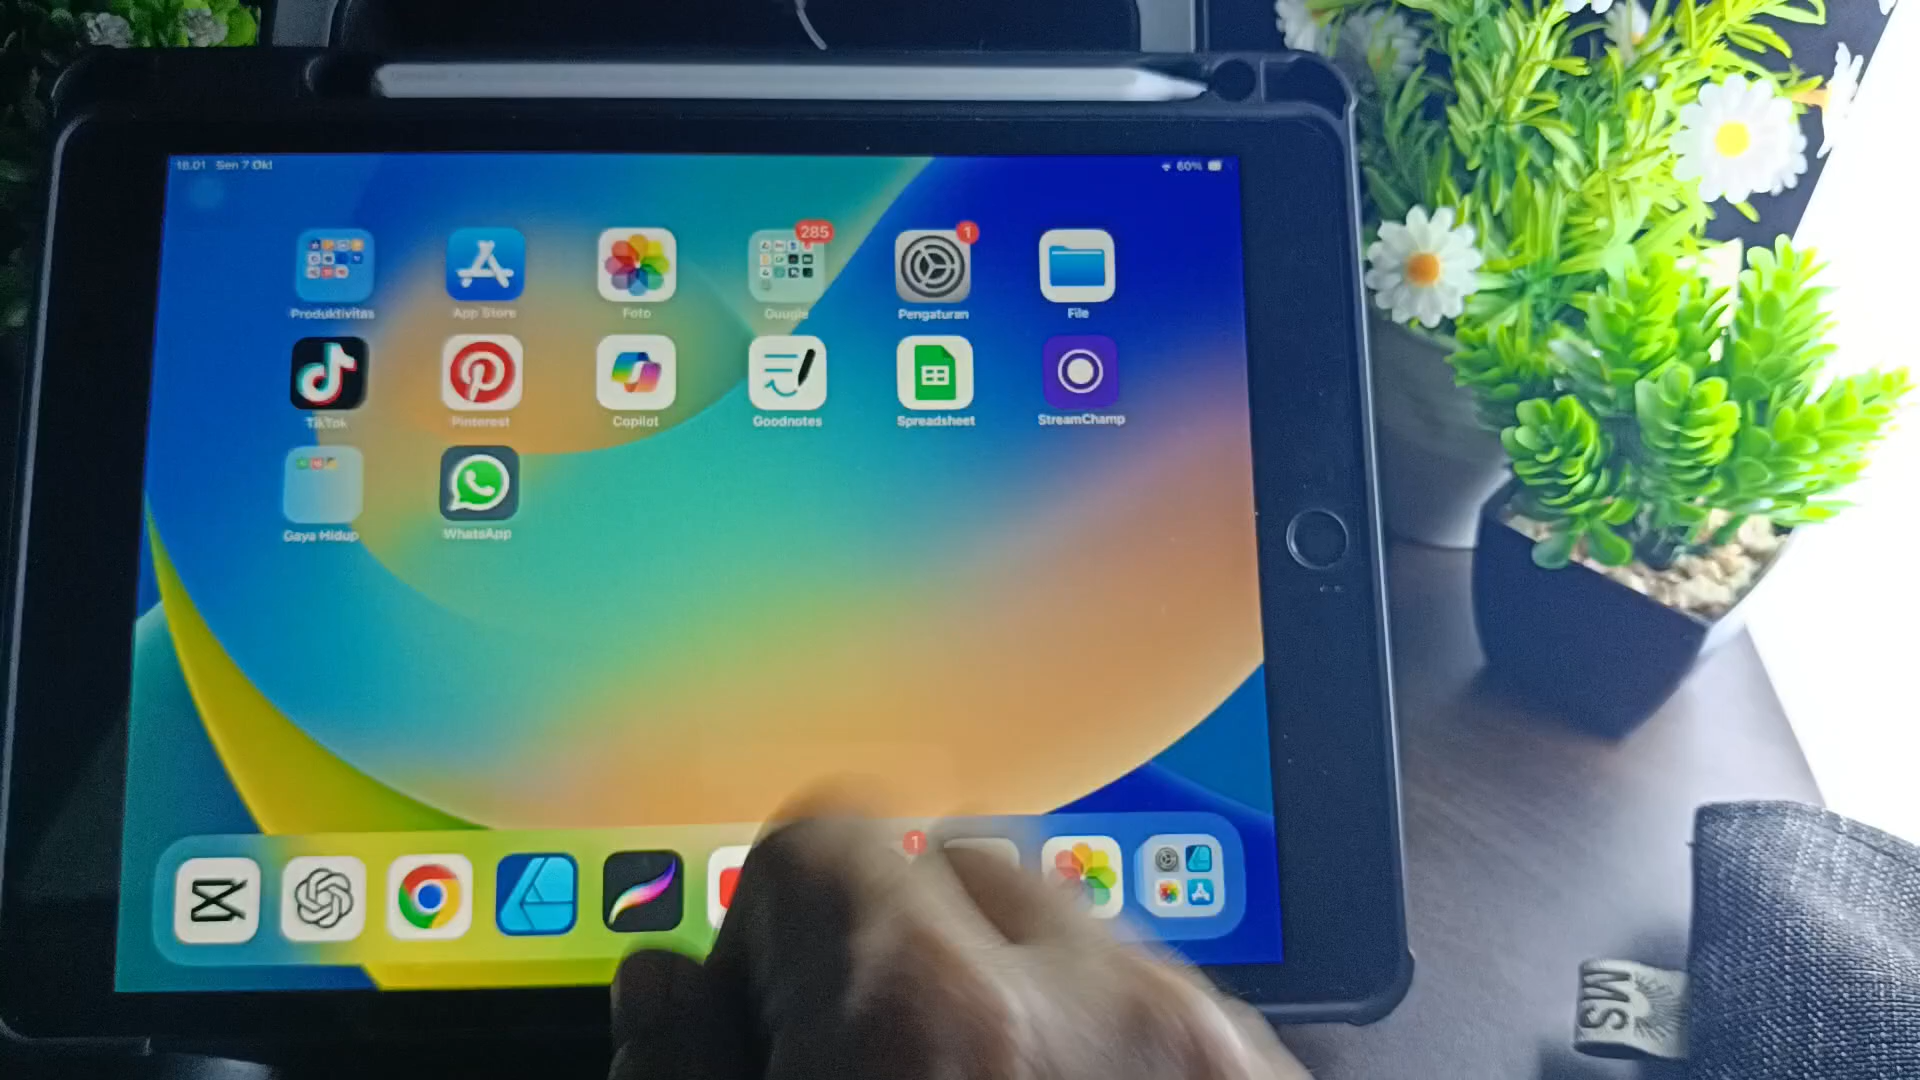 18.01 Sen 7 Okt
60%
285
1
Produktivitas
App Store
Foto
Google
Pengaturan
File
TikTok
Pinterest
Copilot
Goodnotes
Spreadsheet
StreamChamp
Gaya Hidup
WhatsApp
1
MS